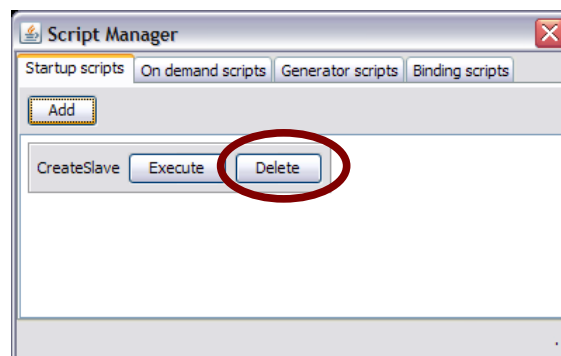 Script Manager
Startup scripts On demand scripts Generator scripts Binding scripts
Add
CreateSlave Execute Delete